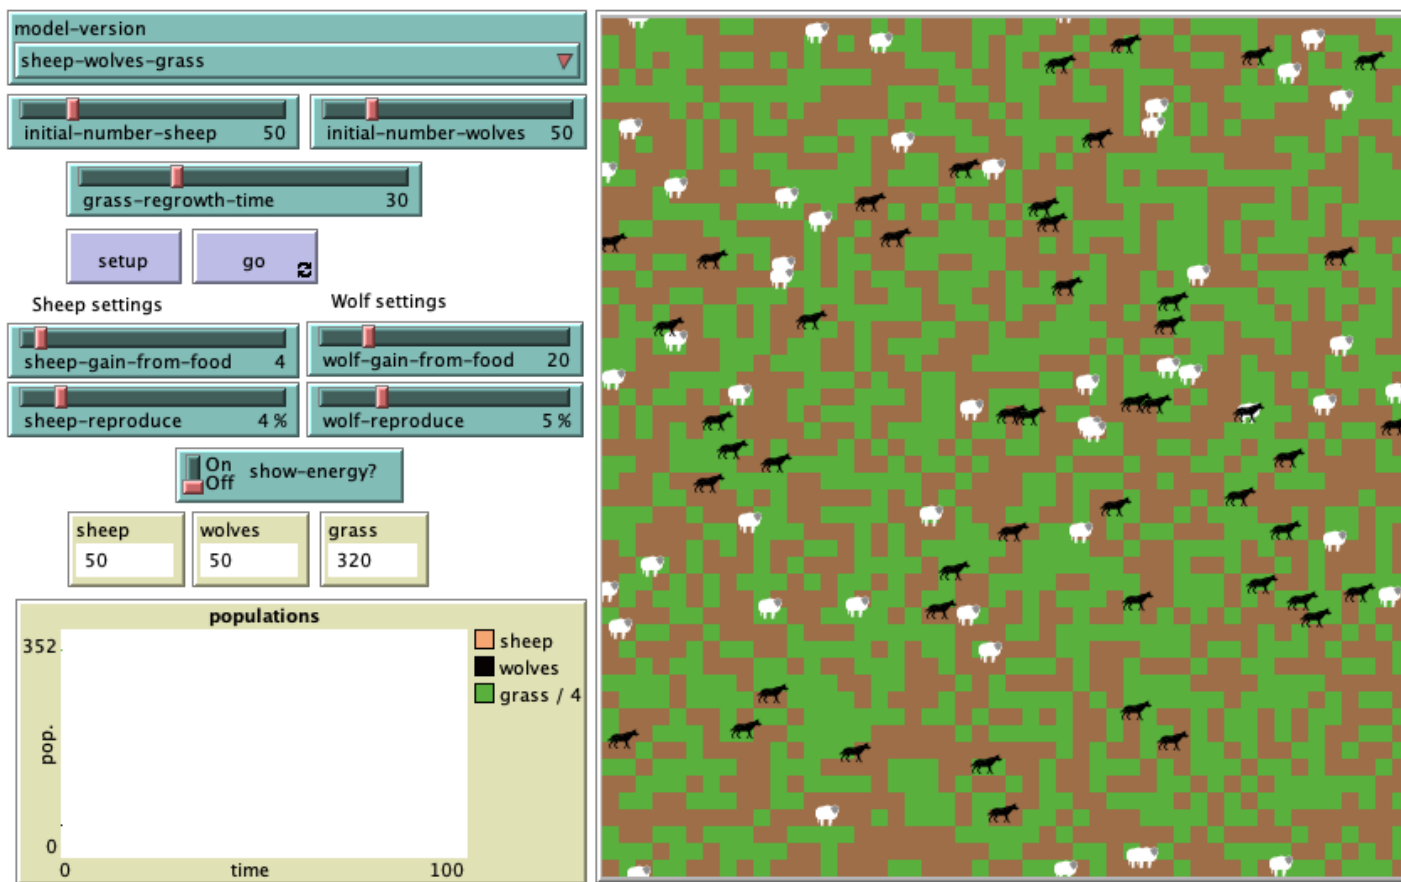 model-version
sheep-wolves-grass
initial-number-sheep 50
initial-number-wolves 50
grass-regrowth-time 30
setup
go
Sheep settings
Wolf settings
sheep-gain-from-food 4
wolf-gain-from-food 20
sheep-reproduce 4 %
wolf-reproduce 5 %
On
Off
show-energy?
sheep
50
wolves
50
grass
320
populations
352
pop.
0
0
time
100
sheep
wolves
grass / 4